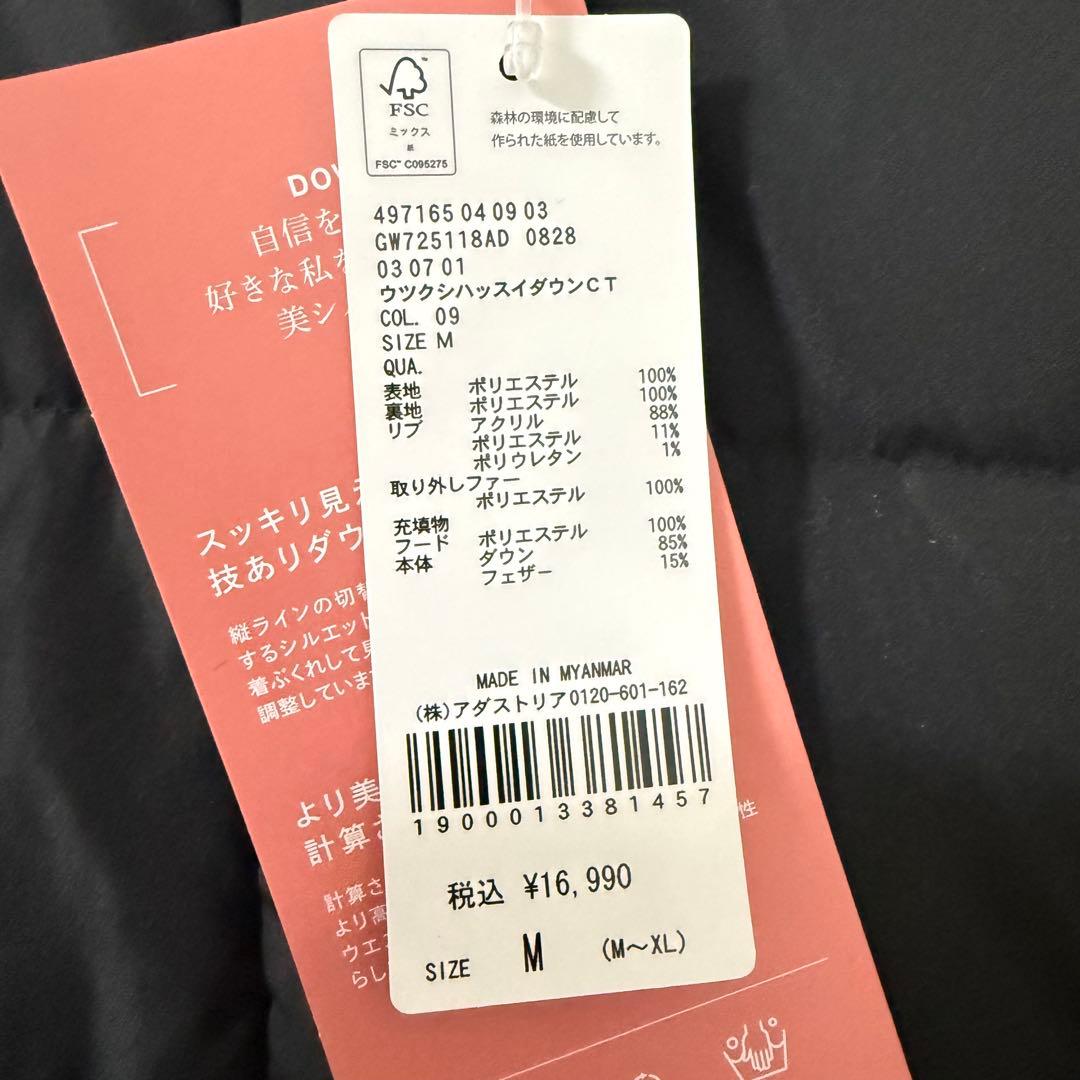 FSC
ミックス
紙
FSC™ C095275
森林の環境に配慮して
作られた紙を使用しています。
497165 04 09 03
GW725118AD 0828
03 07 01
ウツクシハッスイダウンCT
COL. 09
SIZE M
QUA.
表地 ポリエステル 100%
裏地 ポリエステル 100%
リブ アクリル 88%
ポリエステル 11%
ポリウレタン 1%
取り外しファー
ポリエステル 100%
充填物
フード ポリエステル 100%
本体 ダウン 85%
フェザー 15%
MADE IN MYANMAR
(株)アダストリア0120-601-162
1900013381457
税込 ¥16,990
SIZE M (M〜XL)
自信を
好きな私を
美シ
スッキリ見え
技ありダウ
縦ラインの切替
するシルエット
着ぶくれして見
調整していま
より美
計算さ
性
計算さ
より高
ウエ
らし